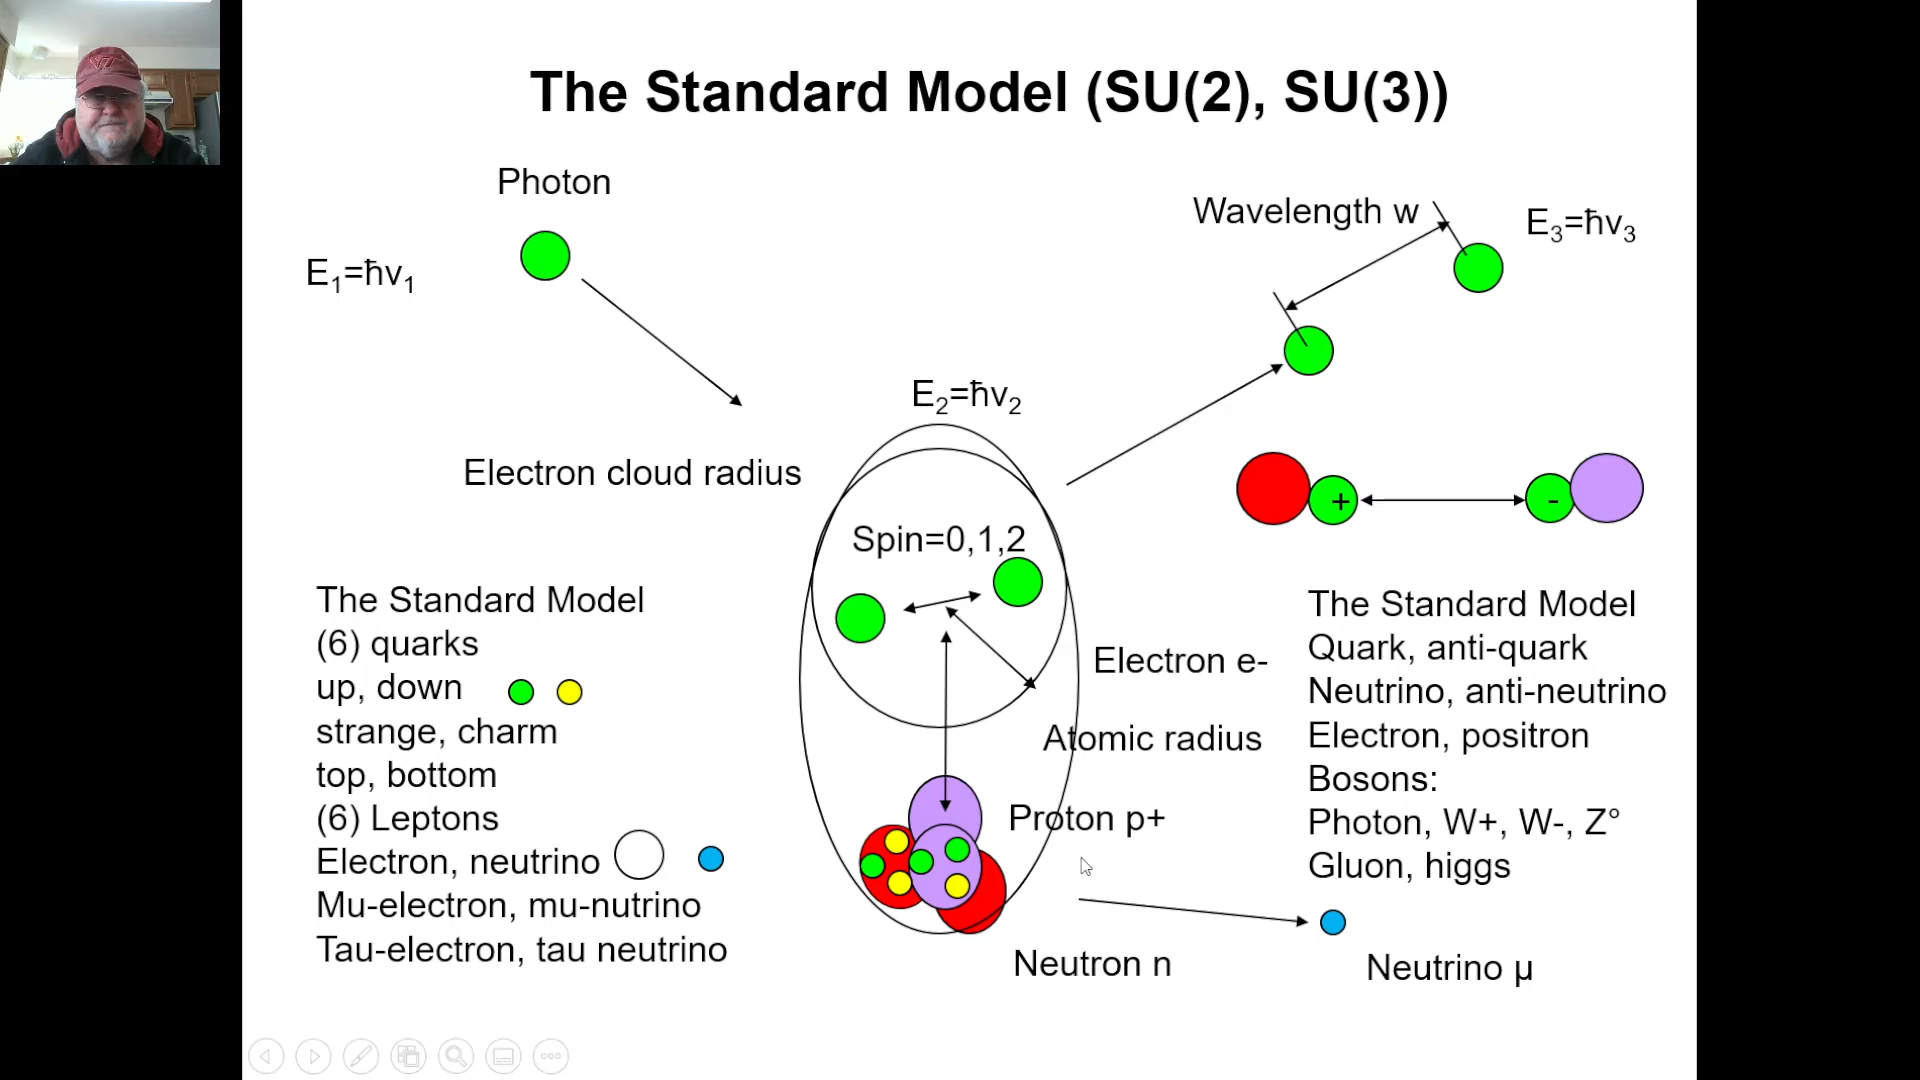 The Standard Model (SU(2), SU(3))
Photon
E₁=ħv₁
Wavelength w
E₃=ħv₃
E₂=ħv₂
Electron cloud radius
+
-
Spin=0,1,2
The Standard Model
(6) quarks
up, down
strange, charm
top, bottom
(6) Leptons
Electron, neutrino
Mu-electron, mu-nutrino
Tau-electron, tau neutrino
Electron e-
Atomic radius
Proton p+
Neutron n
The Standard Model
Quark, anti-quark
Neutrino, anti-neutrino
Electron, positron
Bosons:
Photon, W+, W-, Z°
Gluon, higgs
Neutrino μ
VT